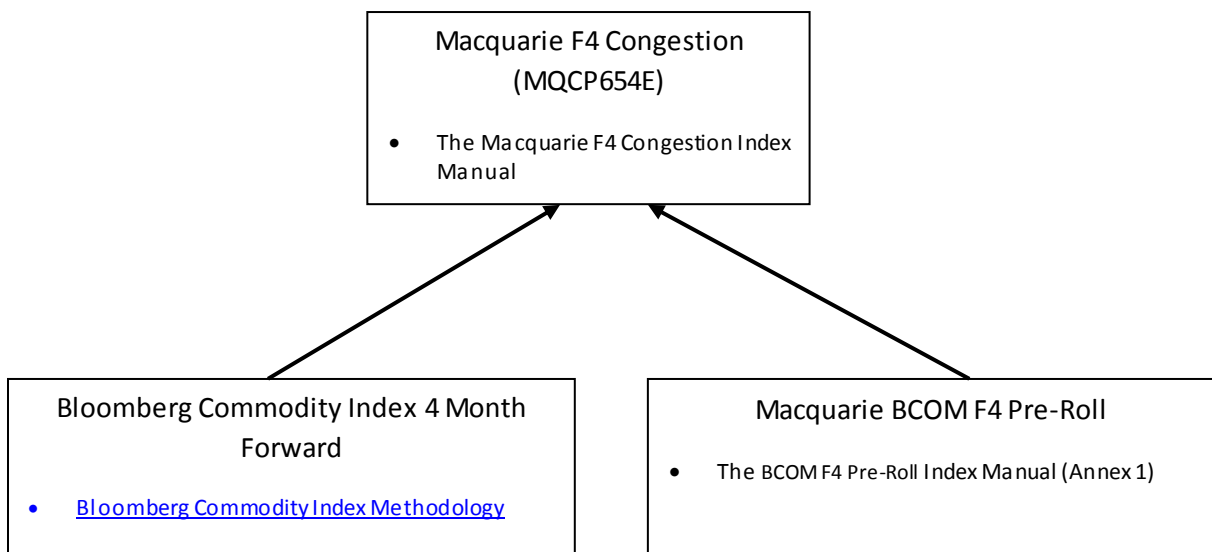 Macquarie F4 Congestion
(MQCP654E)
• The Macquarie F4 Congestion Index
Manual
Bloomberg Commodity Index 4 Month
Forward
• Bloomberg Commodity Index Methodology
Macquarie BCOM F4 Pre-Roll
• The BCOM F4 Pre-Roll Index Manual (Annex 1)